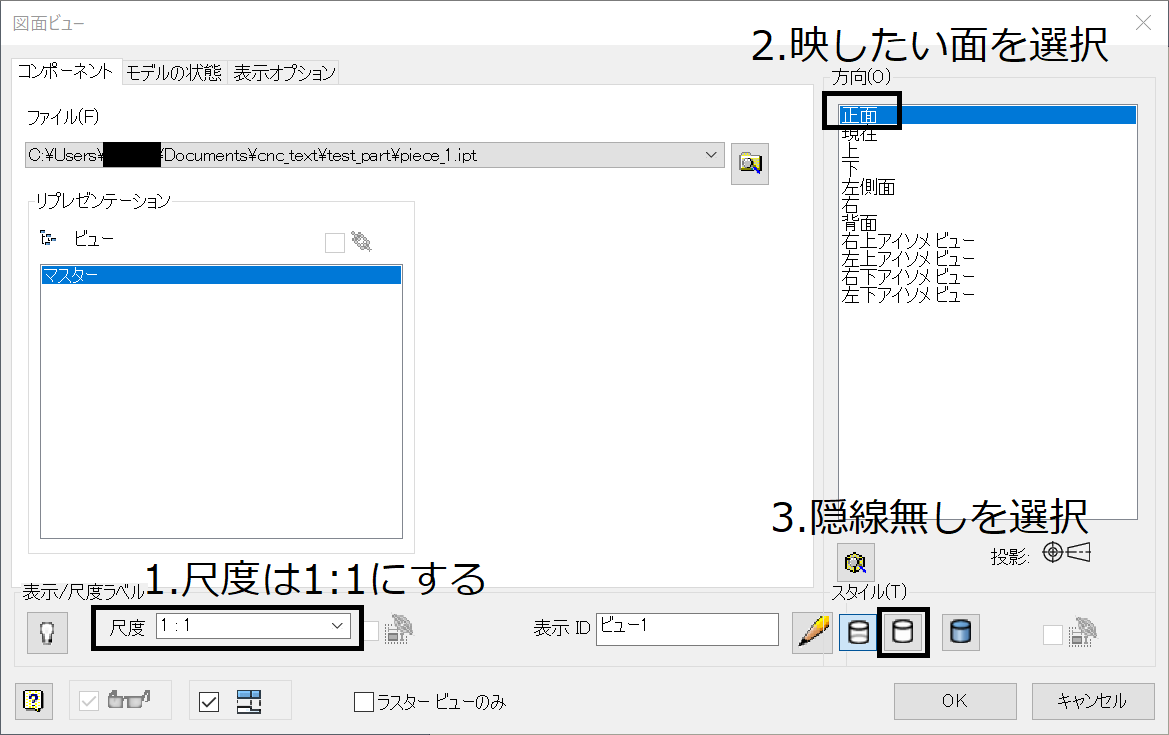 図面ビュー
2.映したい面を選択
コンポーネント モデルの状態 表示オプション
方向(O)
ファイル(F)
C:¥Users¥ ¥Documents¥cnc_text¥test_part¥piece_1.ipt
リプレゼンテーション
ビュー
マスター
正面
現在
上
下
左側面
右
背面
右上アイソメ ビュー
左上アイソメ ビュー
右下アイソメ ビュー
左下アイソメ ビュー
3.隠線無しを選択
投影:
1.尺度は1:1にする
表示/尺度ラベル
スタイル(T)
尺度 1 : 1
表示 ID ビュー1
ラスター ビューのみ
OK キャンセル